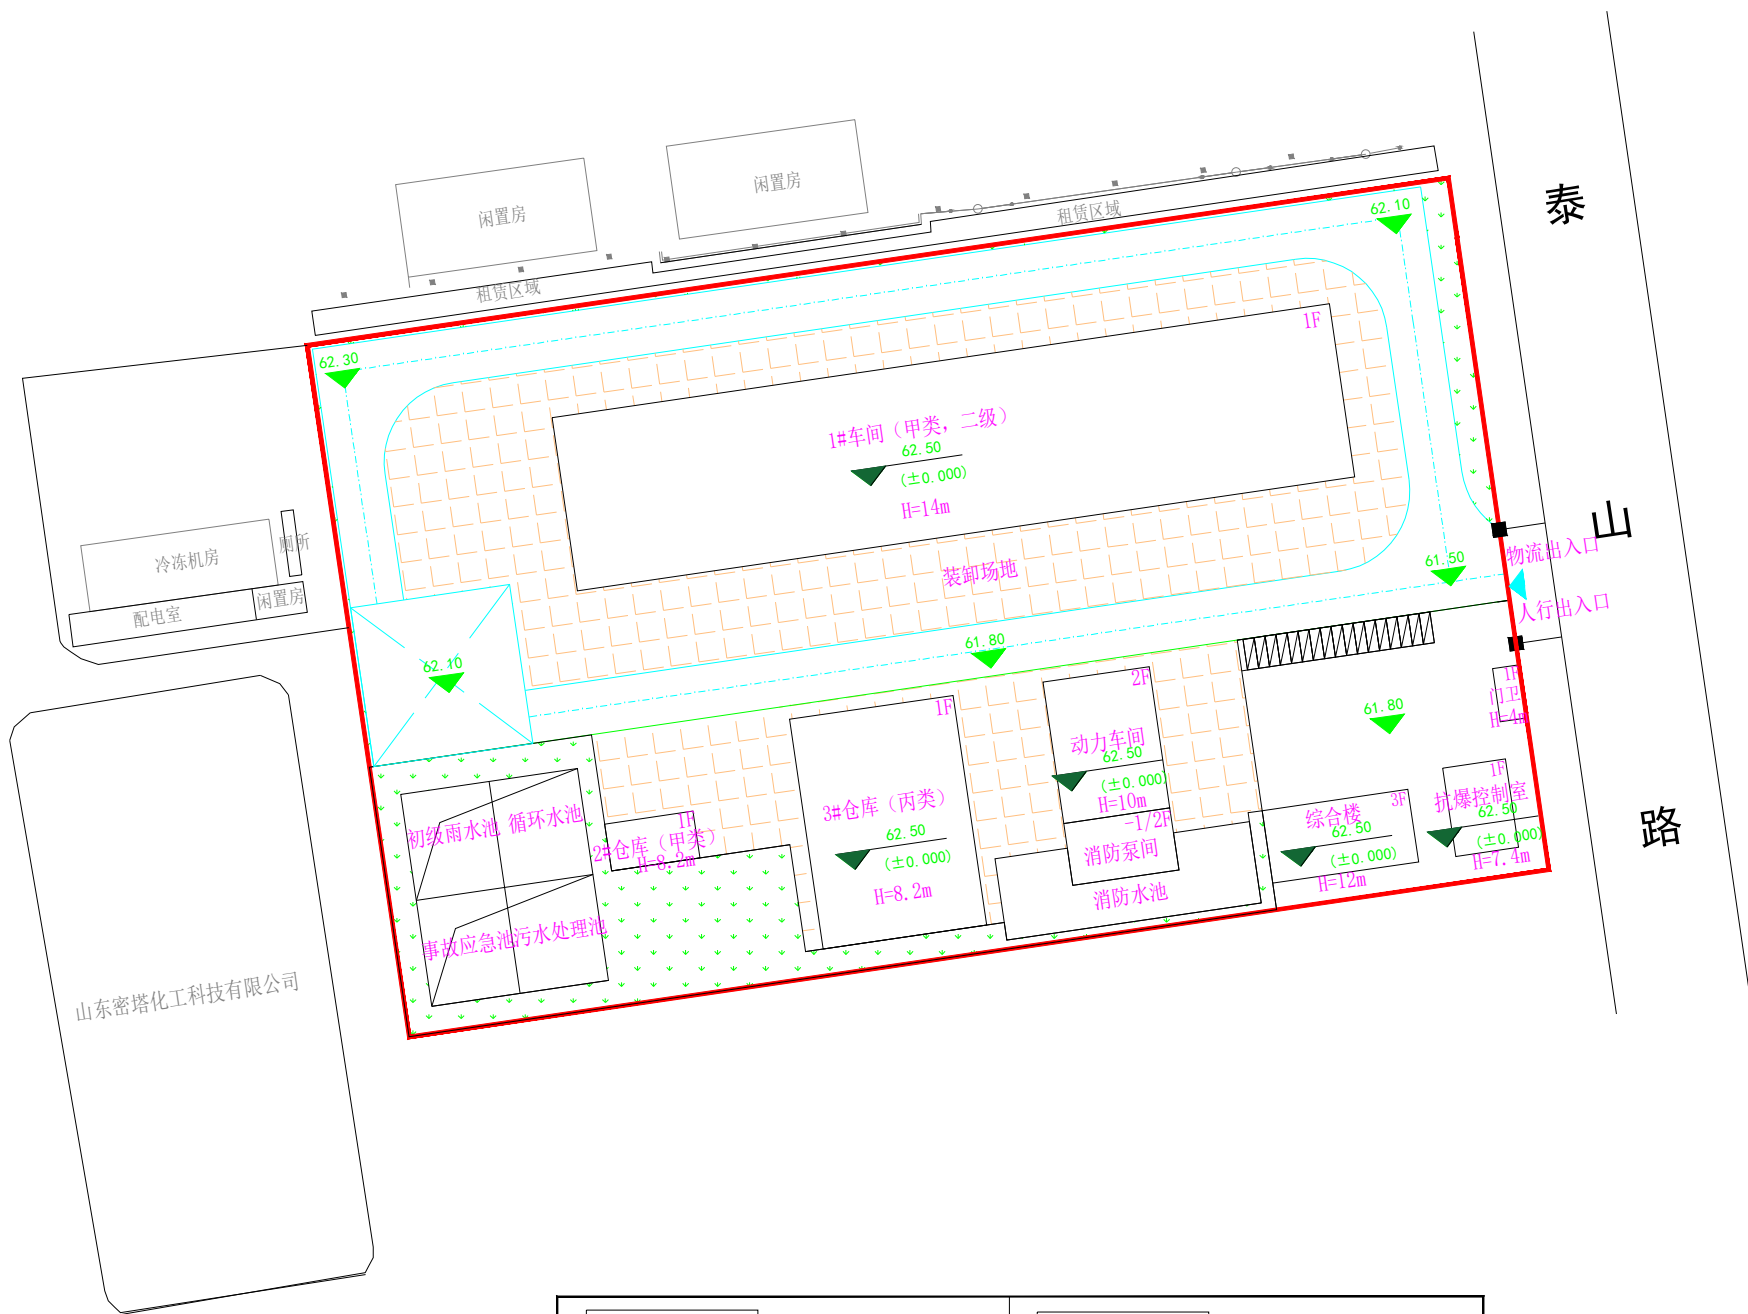 泰
山
路
闲置房
闲置房
租赁区域
租赁区域
62.10
62.30
1F
1#车间（甲类，二级）
62.50
(±0.000)
H=14m
装卸场地
物流出入口
61.50
人行出入口
冷冻机房
厕所
闲置房
配电室
62.10
61.80
61.80
1F
门卫
H=4m
1F
3#仓库（丙类）
62.50
(±0.000)
H=8.2m
2F
动力车间
62.50
(±0.000)
H=10m
-1/2F
消防泵间
消防水池
初级雨水池
循环水池
事故应急池
污水处理池
1F
2#仓库（甲类）
H=8.2m
3F
综合楼
62.50
(±0.000)
H=12m
1F
抗爆控制室
62.50
(±0.000)
H=7.4m
山东密塔化工科技有限公司